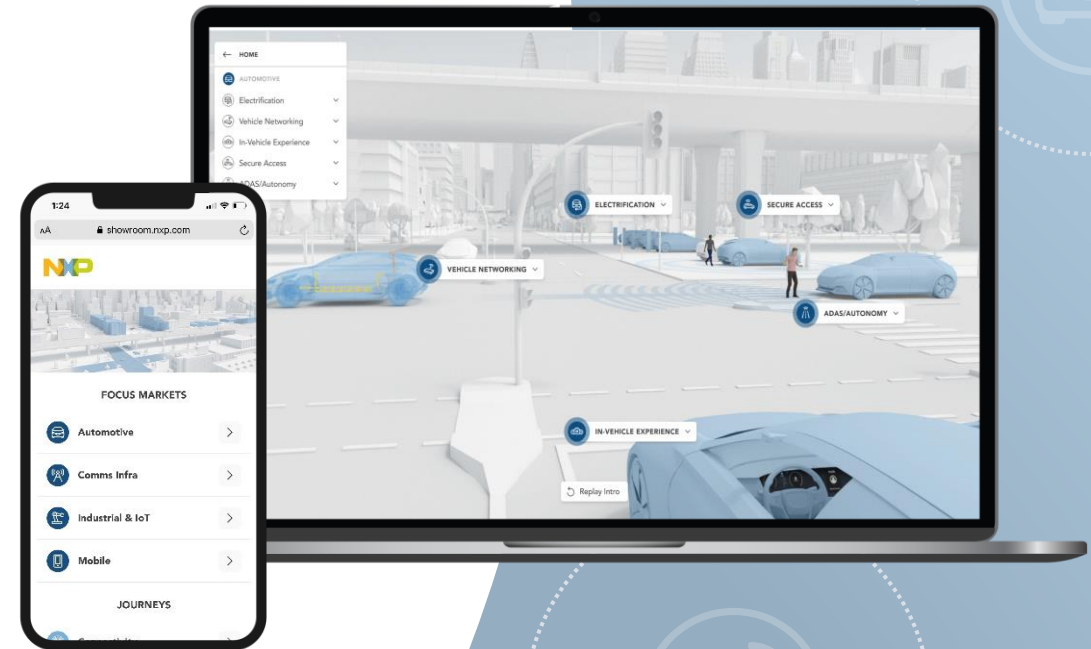 HOME
AUTOMOTIVE
Electrification
Vehicle Networking
In-Vehicle Experience
Secure Access
ADAS/Autonomy
ELECTRIFICATION
SECURE ACCESS
VEHICLE NETWORKING
ADAS/AUTONOMY
IN-VEHICLE EXPERIENCE
Replay Intro
1:24
AA showroom.nxp.com
NXP
FOCUS MARKETS
Automotive
Comms Infra
Industrial & IoT
Mobile
JOURNEYS